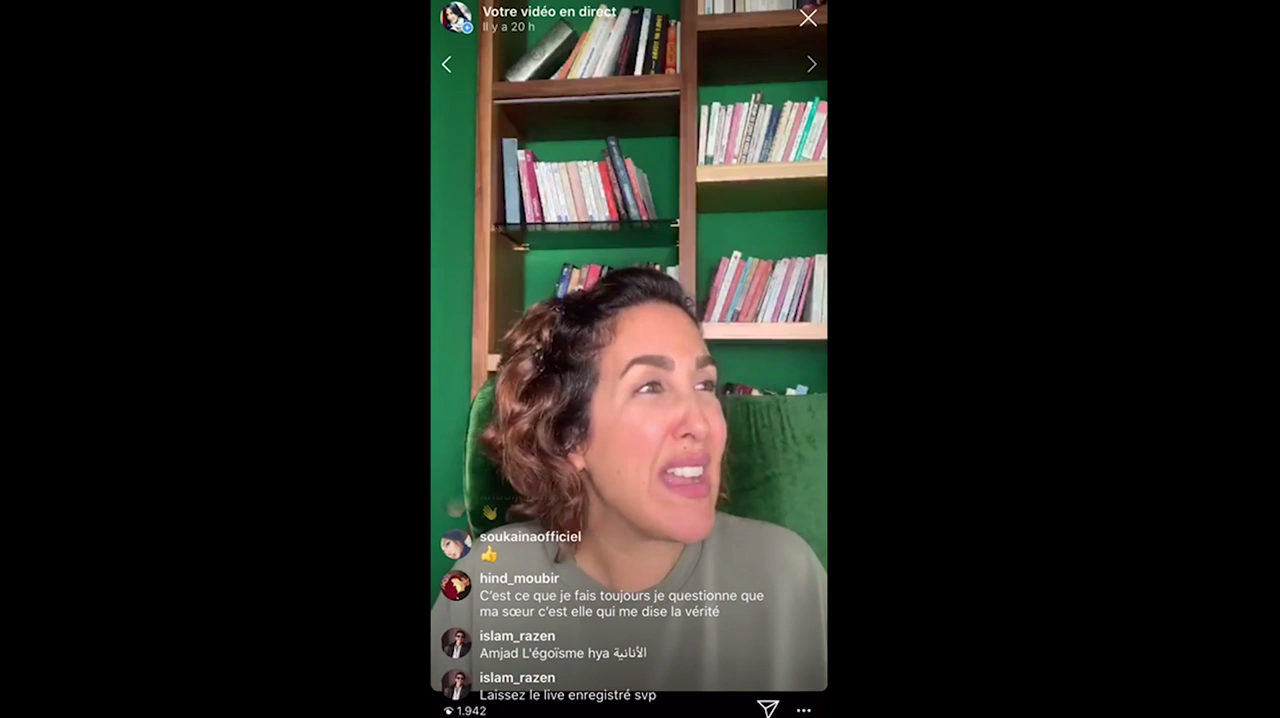 Votre vidéo en direct
Il y a 20 h
soukainaofficiel
👍
hind_moubir
C'est ce que je fais toujours je questionne que
ma sœur c'est elle qui me dise la vérité
islam_razen
Amjad L'égoïsme hya الأنانية
islam_razen
Laissez le live enregistré svp
1.942